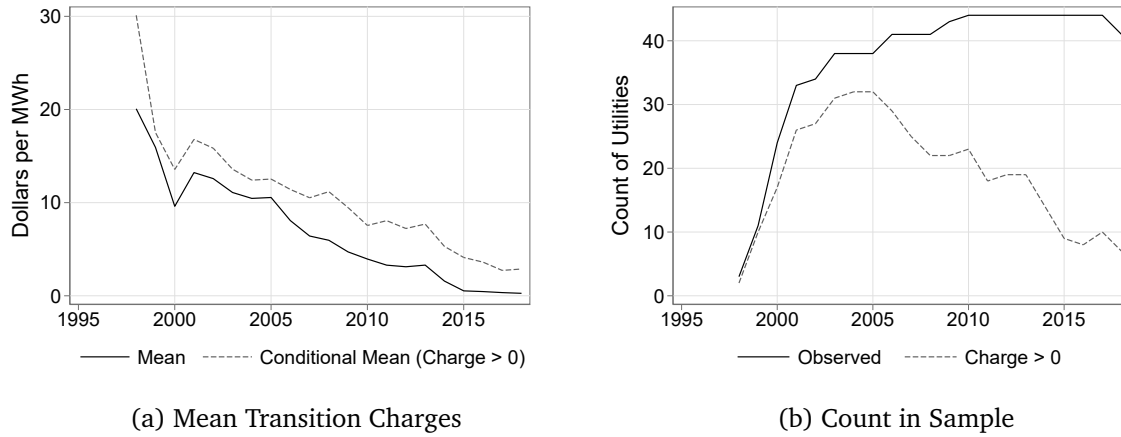 Dollars per MWh
30
20
10
0
1995 2000 2005 2010 2015
Mean Conditional Mean (Charge > 0)
(a) Mean Transition Charges
Count of Utilities
40
30
20
10
0
1995 2000 2005 2010 2015
Observed Charge > 0
(b) Count in Sample